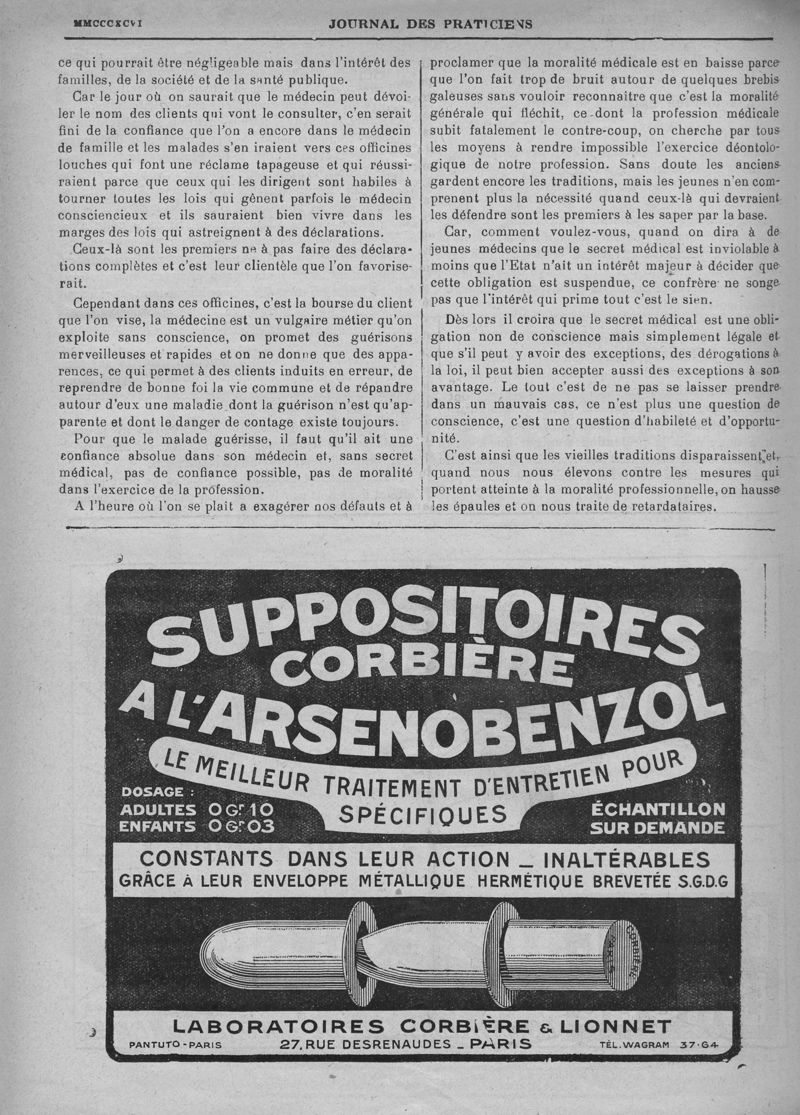 MMCCCXCVI
JOURNAL DES PRATICIENS
ce qui pourrait être négligeable mais dans l'intérêt des
familles, de la société et de la santé publique.
Car le jour où on saurait que le médecin peut dévoi-
ler le nom des clients qui vont le consulter, c'en serait
fini de la confiance que l'on a encore dans le médecin
de famille et les malades s'en iraient vers ces officines
louches qui font une réclame tapageuse et qui réussi-
raient parce que ceux qui les dirigent sont habiles à
tourner toutes les lois qui gênent parfois le médecin
consciencieux et ils sauraient bien vivre dans les
marges des lois qui astreignent à des déclarations.
Ceux-là sont les premiers ne à pas faire des déclara-
tions complètes et c'est leur clientèle que l'on favorise-
rait.
Cependant dans ces officines, c'est la bourse du client
que l'on vise, la médecine est un vulgaire métier qu'on
exploite sans conscience, on promet des guérisons
merveilleuses et rapides et on ne donne que des appa-
rences, ce qui permet à des clients induits en erreur, de
reprendre de bonne foi la vie commune et de répandre
autour d'eux une maladie dont la guérison n'est qu'ap-
parente et dont le danger de contage existe toujours.
Pour que le malade guérisse, il faut qu'il ait une
confiance absolue dans son médecin et, sans secret
médical, pas de confiance possible, pas de moralité
dans l'exercice de la profession.
A l'heure où l'on se plait a exagérer nos défauts et à
proclamer que la moralité médicale est en baisse parce
que l'on fait trop de bruit autour de quelques brebis
galeuses sans vouloir reconnaître que c'est la moralité
générale qui fléchit, ce dont la profession médicale
subit fatalement le contre-coup, on cherche par tous
les moyens à rendre impossible l'exercice déontolo-
gique de notre profession. Sans doute les anciens
gardent encore les traditions, mais les jeunes n'en com-
prenent plus la nécessité quand ceux-là qui devraient
les défendre sont les premiers à les saper par la base.
Car, comment voulez-vous, quand on dira à de
jeunes médecins que le secret médical est inviolable à
moins que l'Etat n'ait un intérêt majeur à décider que
cette obligation est suspendue, ce confrère ne songe
pas que l'intérêt qui prime tout c'est le sien.
Dès lors il croira que le secret médical est une obli-
gation non de conscience mais simplement légale et
que s'il peut y avoir des exceptions, des dérogations à
la loi, il peut bien accepter aussi des exceptions à son
avantage. Le tout c'est de ne pas se laisser prendre
dans un mauvais cas, ce n'est plus une question de
conscience, c'est une question d'habileté et d'opportu-
nité.
C'est ainsi que les vieilles traditions disparaissent, et,
quand nous nous élevons contre les mesures qui
portent atteinte à la moralité professionnelle, on hausse
les épaules et on nous traite de retardataires.
SUPPOSITOIRES
CORBIÈRE
A L'ARSENOBENZOL
LE MEILLEUR TRAITEMENT D'ENTRETIEN POUR
SPÉCIFIQUES
DOSAGE :
ADULTES 0 Gr 10
ENFANTS 0 Gr 03
ÉCHANTILLON
SUR DEMANDE
CONSTANTS DANS LEUR ACTION _ INALTÉRABLES
GRÂCE A LEUR ENVELOPPE MÉTALLIQUE HERMÉTIQUE BREVETÉE S.G.D.G
CORBIÈRE
PARIS
LABORATOIRES CORBIÈRE & LIONNET
PANTUTO-PARIS
27, RUE DESRENAUDES _ PARIS
TÉL. WAGRAM 37-64